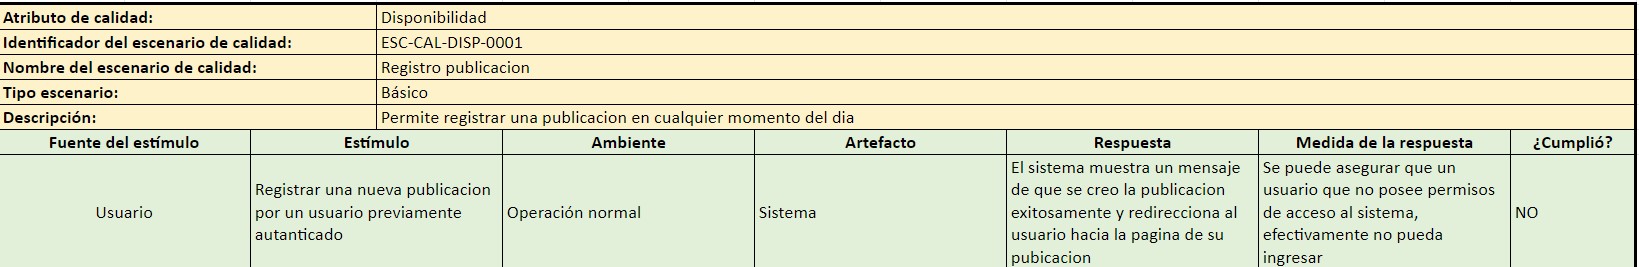 Atributo de calidad: Disponibilidad
Identificador del escenario de calidad: ESC-CAL-DISP-0001
Nombre del escenario de calidad: Registro publicacion
Tipo escenario: Básico
Descripción: Permite registrar una publicacion en cualquier momento del dia
Fuente del estímulo Estímulo Ambiente Artefacto Respuesta Medida de la respuesta ¿Cumplió?
Usuario
Registrar una nueva publicacion
por un usuario previamente
autanticado
Operación normal
Sistema
El sistema muestra un mensaje
de que se creo la publicacion
exitosamente y redirecciona al
usuario hacia la pagina de su
pubicacion
Se puede asegurar que un
usuario que no posee permisos
de acceso al sistema,
efectivamente no pueda
ingresar
NO